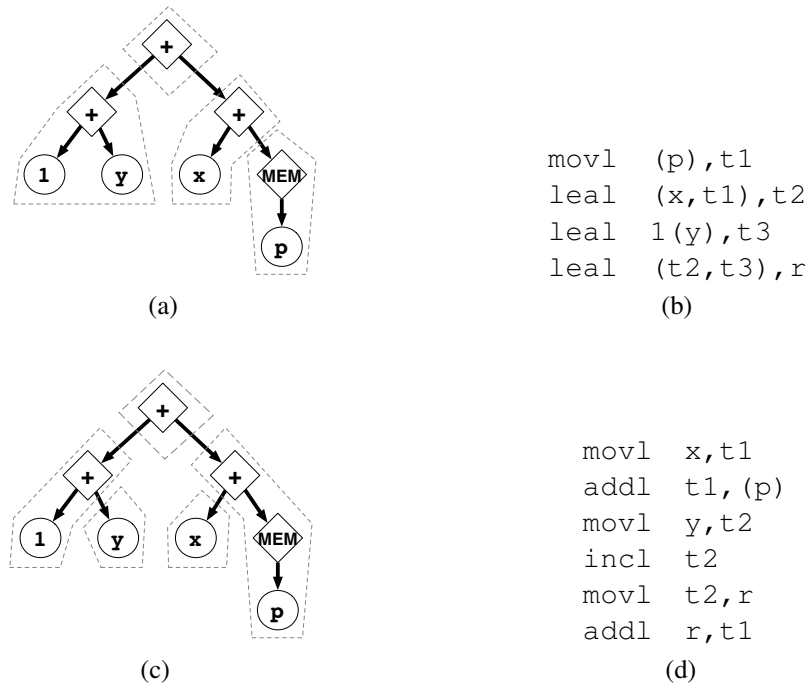 +
+ +
1 y x MEM
p
(a)
movl (p),t1
leal (x,t1),t2
leal 1(y),t3
leal (t2,t3),r
(b)
+
+ +
1 y x MEM
p
(c)
movl x,t1
addl t1,(p)
movl y,t2
incl t2
movl t2,r
addl r,t1
(d)